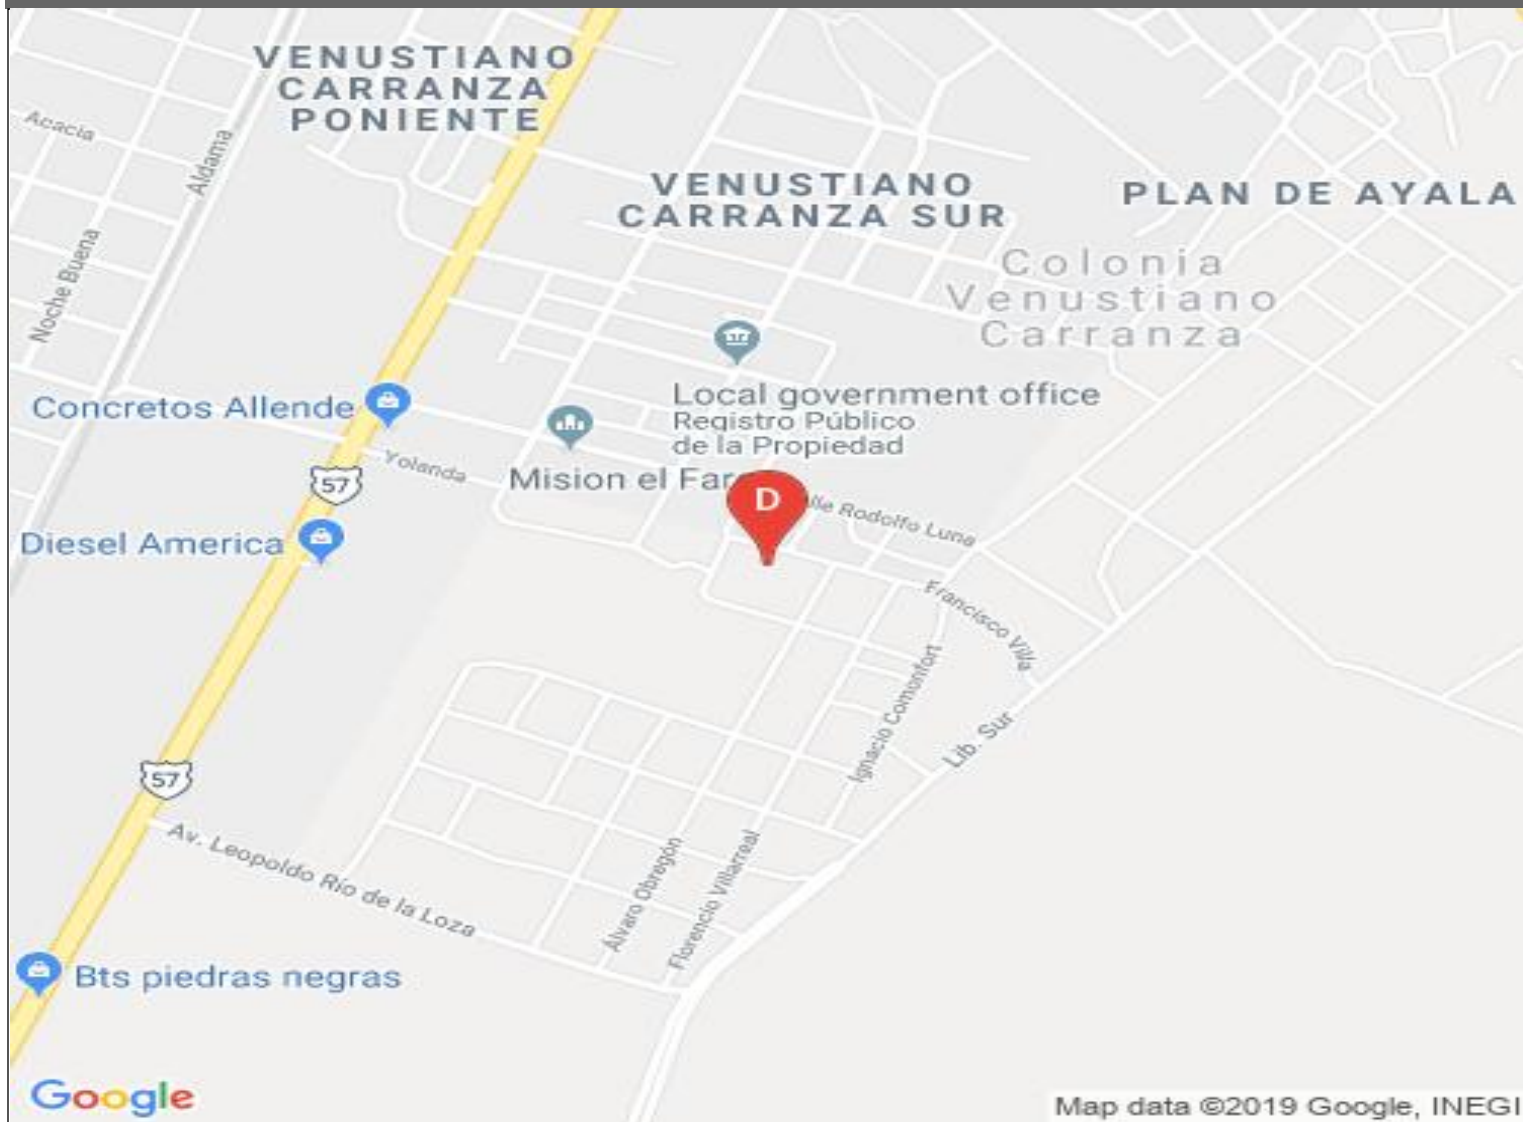 VENUSTIANO
CARRANZA
PONIENTE
Acacia
Aldama
VENUSTIANO
CARRANZA SUR
PLAN DE AYALA
Noche Buena
Colonia
Venustiano
Carranza
Concretos Allende
Local government office
Registro Público
de la Propiedad
Yolanda
Mision el Faro
57
D
lle Rodolfo Luna
Diesel America
Francisco Villa
Ignacio Comonfort
Lib. Sur
57
Av. Leopoldo Río de la Loza
Álvaro Obregón
Florencio Villarreal
Bts piedras negras
Google
Map data ©2019 Google, INEGI